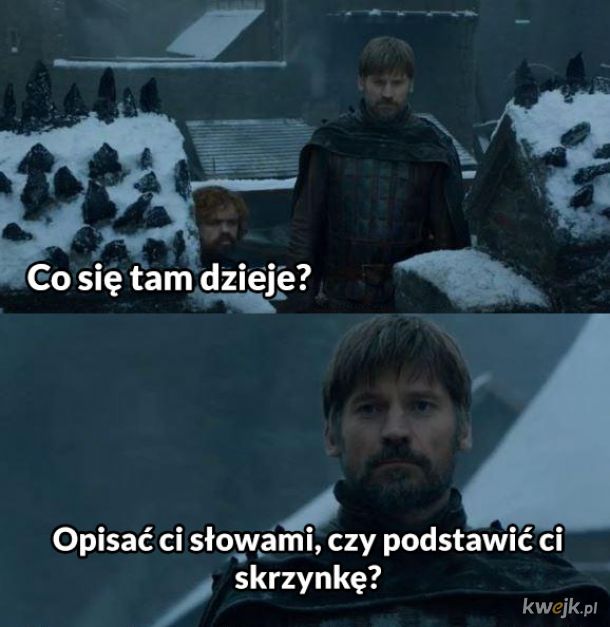 Co się tam dzieje?
Opisać ci słowami, czy podstawić ci
skrzynkę?
kwejk.pl